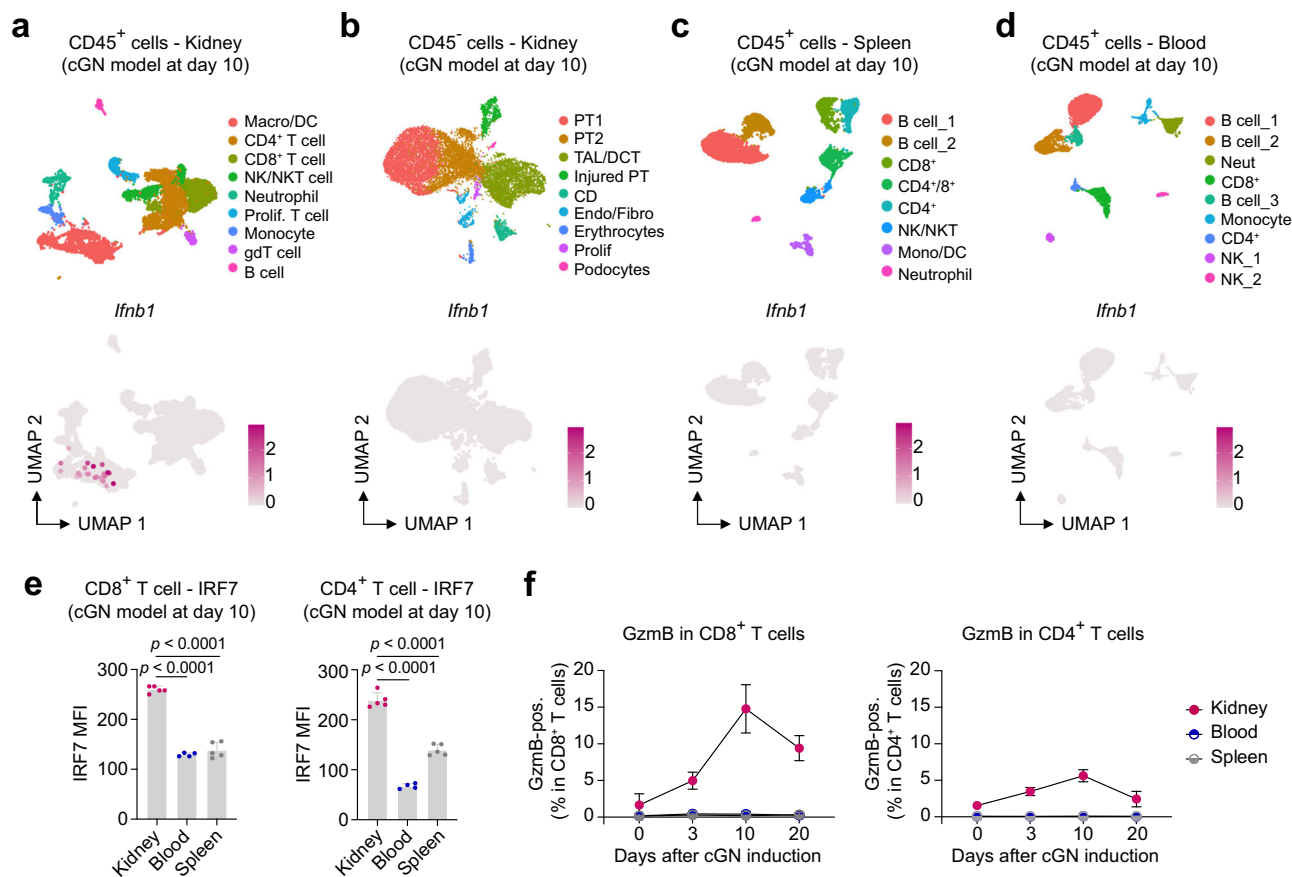 a
CD45⁺ cells - Kidney
(cGN model at day 10)
Macro/DC
CD4⁺ T cell
CD8⁺ T cell
NK/NKT cell
Neutrophil
Prolif. T cell
Monocyte
gdT cell
B cell
Ifnb1
2
1
0
UMAP 2
UMAP 1
b
CD45⁻ cells - Kidney
(cGN model at day 10)
PT1
PT2
TAL/DCT
Injured PT
CD
Endo/Fibro
Erythrocytes
Prolif
Podocytes
Ifnb1
2
1
0
UMAP 2
UMAP 1
c
CD45⁺ cells - Spleen
(cGN model at day 10)
B cell_1
B cell_2
CD8⁺
CD4⁺/8⁺
CD4⁺
NK/NKT
Mono/DC
Neutrophil
Ifnb1
2
1
0
UMAP 2
UMAP 1
d
CD45⁺ cells - Blood
(cGN model at day 10)
B cell_1
B cell_2
Neut
CD8⁺
B cell_3
Monocyte
CD4⁺
NK_1
NK_2
Ifnb1
2
1
0
UMAP 2
UMAP 1
e
CD8⁺ T cell - IRF7
(cGN model at day 10)
p < 0.0001
p < 0.0001
300
200
100
0
IRF7 MFI
Kidney
Blood
Spleen
CD4⁺ T cell - IRF7
(cGN model at day 10)
p < 0.0001
p < 0.0001
300
200
100
0
IRF7 MFI
Kidney
Blood
Spleen
f
GzmB in CD8⁺ T cells
GzmB-pos.
(% in CD8⁺ T cells)
20
15
10
5
0
0 3 10 20
Days after cGN induction
GzmB in CD4⁺ T cells
GzmB-pos.
(% in CD4⁺ T cells)
20
15
10
5
0
0 3 10 20
Days after cGN induction
Kidney
Blood
Spleen